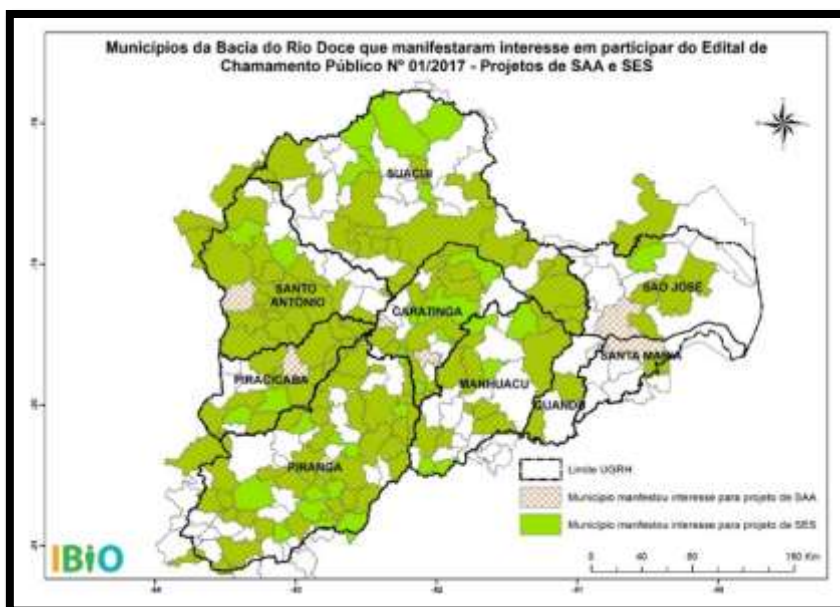 Municípios da Bacia do Rio Doce que manifestaram interesse em participar do Edital de
Chamamento Público Nº 01/2017 - Projetos de SAA e SES
SUAÇUI
SANTO
ANTÔNIO
SÃO JOSÉ
CARATINGA
SANTA MARIA
PIRACICABA
MANHUAÇU
GUANDU
PIRANGA
Limite UGRH
Município manifestou interesse para projeto de SAA
Município manifestou interesse para projeto de SES
IBiO
0 40 80 160 Km